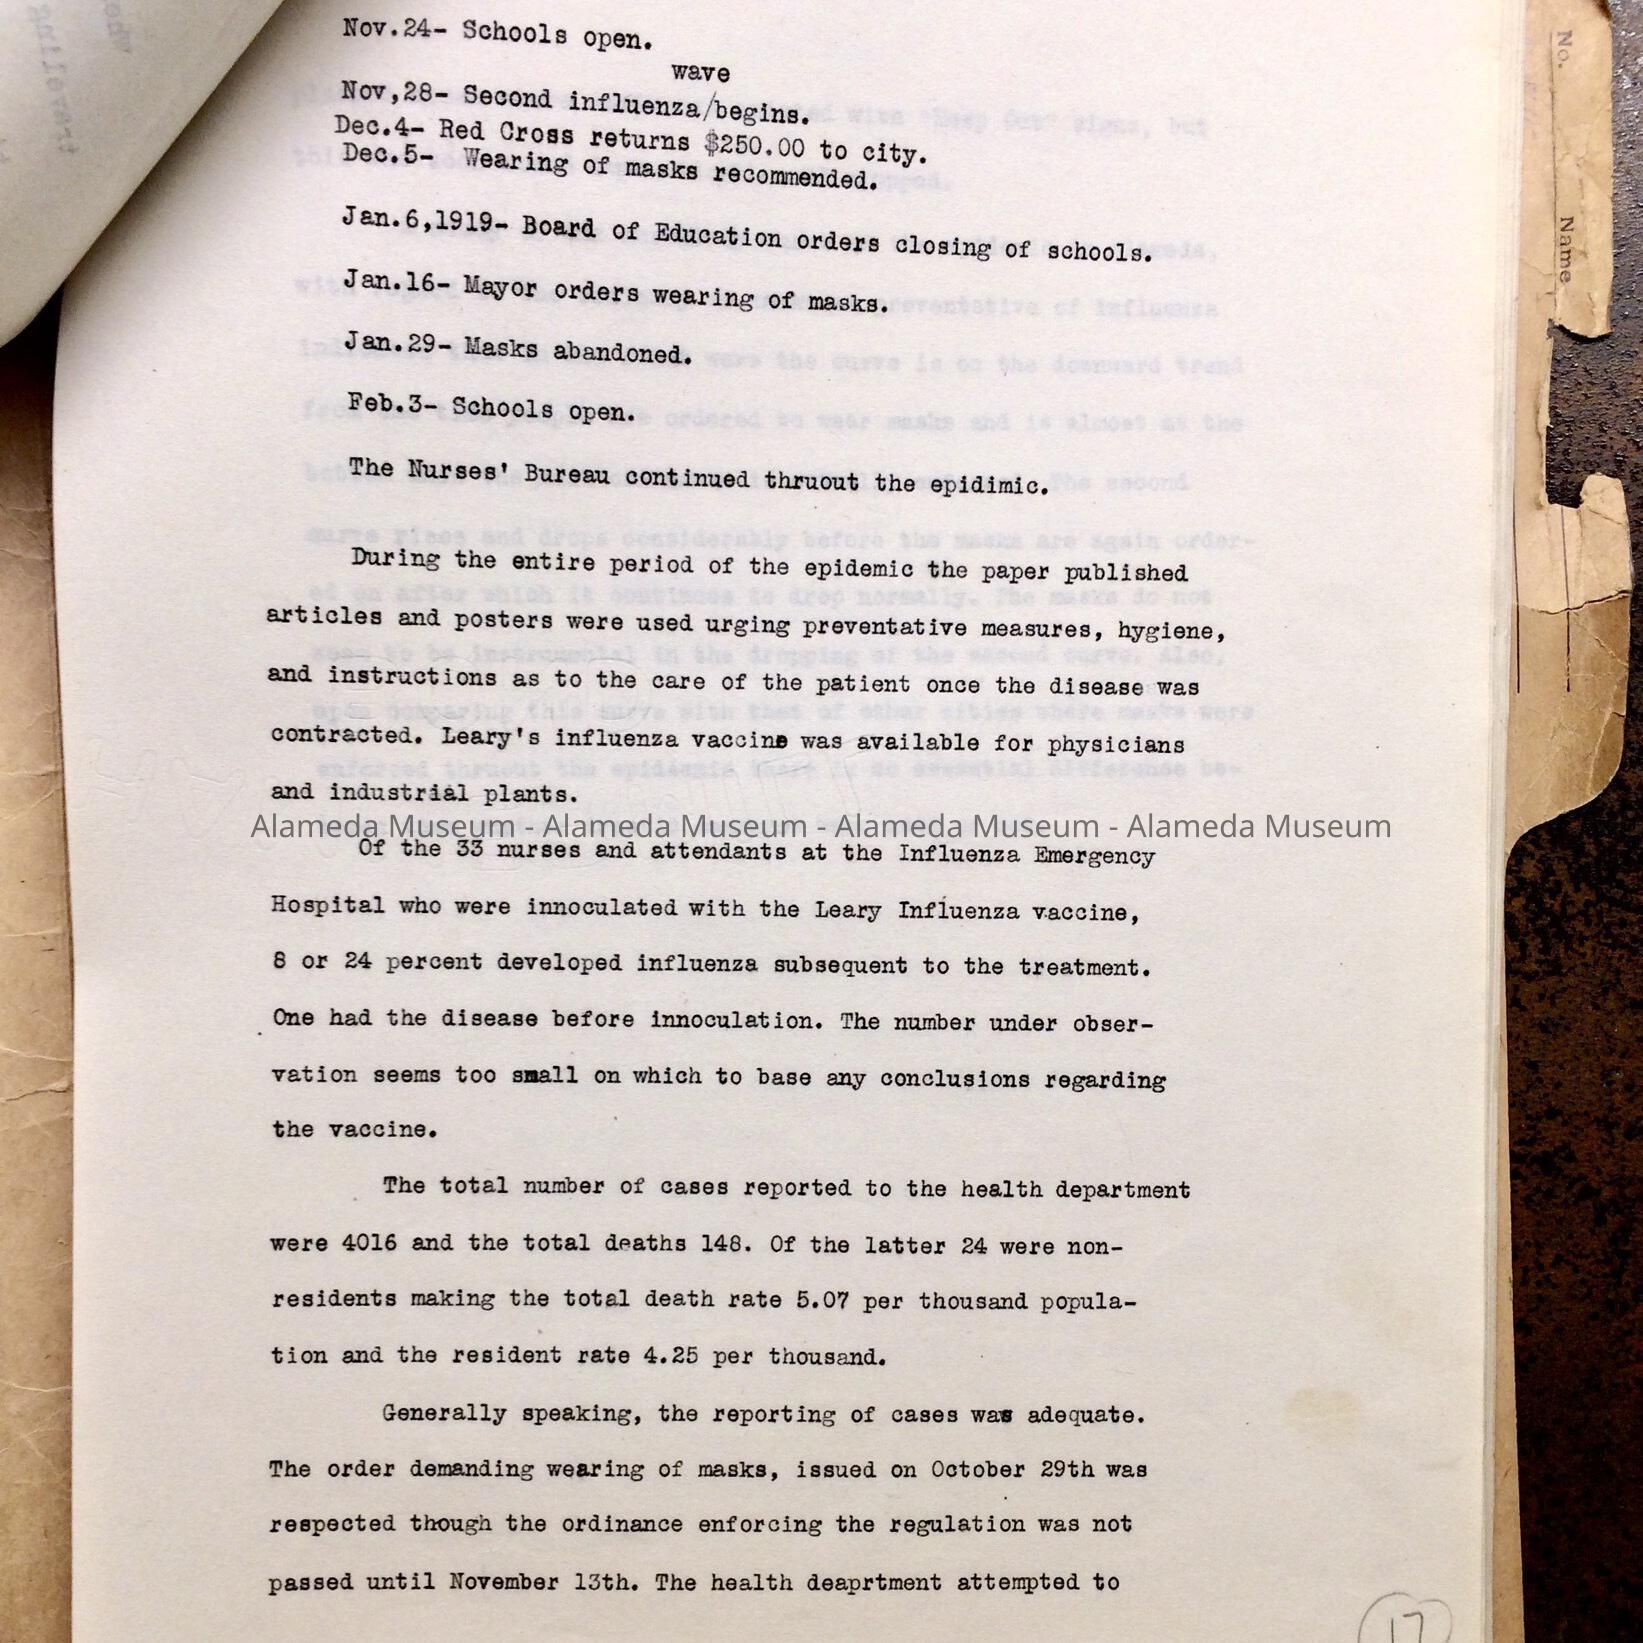 Nov.24- Schools open.
wave
Nov,28- Second influenza/begins.
Dec.4- Red Cross returns $250.00 to city.
Dec.5- Wearing of masks recommended.
Jan.6,1919- Board of Education orders closing of schools.
Jan.16- Mayor orders wearing of masks.
Jan.29- Masks abandoned.
Feb.3- Schools open.
The Nurses' Bureau continued thruout the epidimic.
During the entire period of the epidemic the paper published
articles and posters were used urging preventative measures, hygiene,
and instructions as to the care of the patient once the disease was
contracted. Leary's influenza vaccine was available for physicians
and industrial plants.
Alameda Museum - Alameda Museum - Alameda Museum - Alameda Museum
Of the 33 nurses and attendants at the Influenza Emergency
Hospital who were innoculated with the Leary Influenza vaccine,
8 or 24 percent developed influenza subsequent to the treatment.
One had the disease before innoculation. The number under obser-
vation seems too small on which to base any conclusions regarding
the vaccine.
The total number of cases reported to the health department
were 4016 and the total deaths 148. Of the latter 24 were non-
residents making the total death rate 5.07 per thousand popula-
tion and the resident rate 4.25 per thousand.
Generally speaking, the reporting of cases was adequate.
The order demanding wearing of masks, issued on October 29th was
respected though the ordinance enforcing the regulation was not
passed until November 13th. The health deaprtment attempted to
17
No.
Name